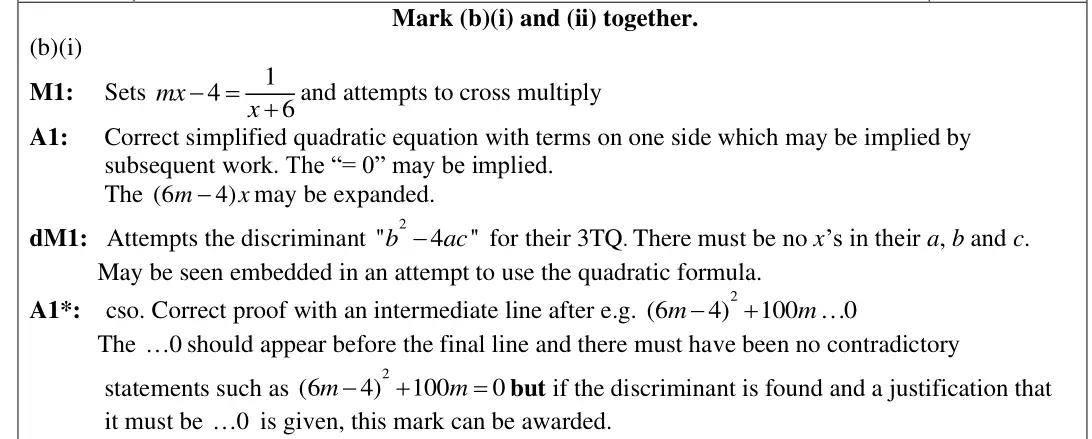 Mark (b)(i) and (ii) together.
(b)(i)
M1: Sets mx − 4 = 1/(x + 6) and attempts to cross multiply
A1: Correct simplified quadratic equation with terms on one side which may be implied by
subsequent work. The “= 0” may be implied.
The (6m − 4)x may be expanded.
dM1: Attempts the discriminant "b² − 4ac" for their 3TQ. There must be no x’s in their a, b and c.
May be seen embedded in an attempt to use the quadratic formula.
A1*: cso. Correct proof with an intermediate line after e.g. (6m − 4)² + 100m …0
The …0 should appear before the final line and there must have been no contradictory
statements such as (6m − 4)² + 100m = 0 but if the discriminant is found and a justification that
it must be …0 is given, this mark can be awarded.